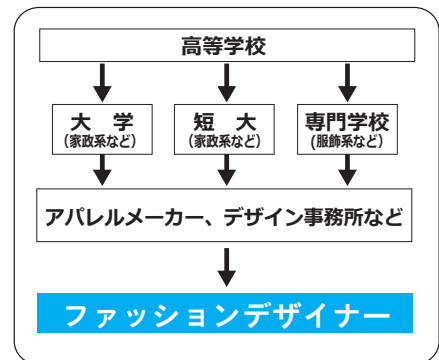 高等学校
大　学
(家政系など)
短　大
(家政系など)
専門学校
(服飾系など)
アパレルメーカー、デザイン事務所など
ファッションデザイナー